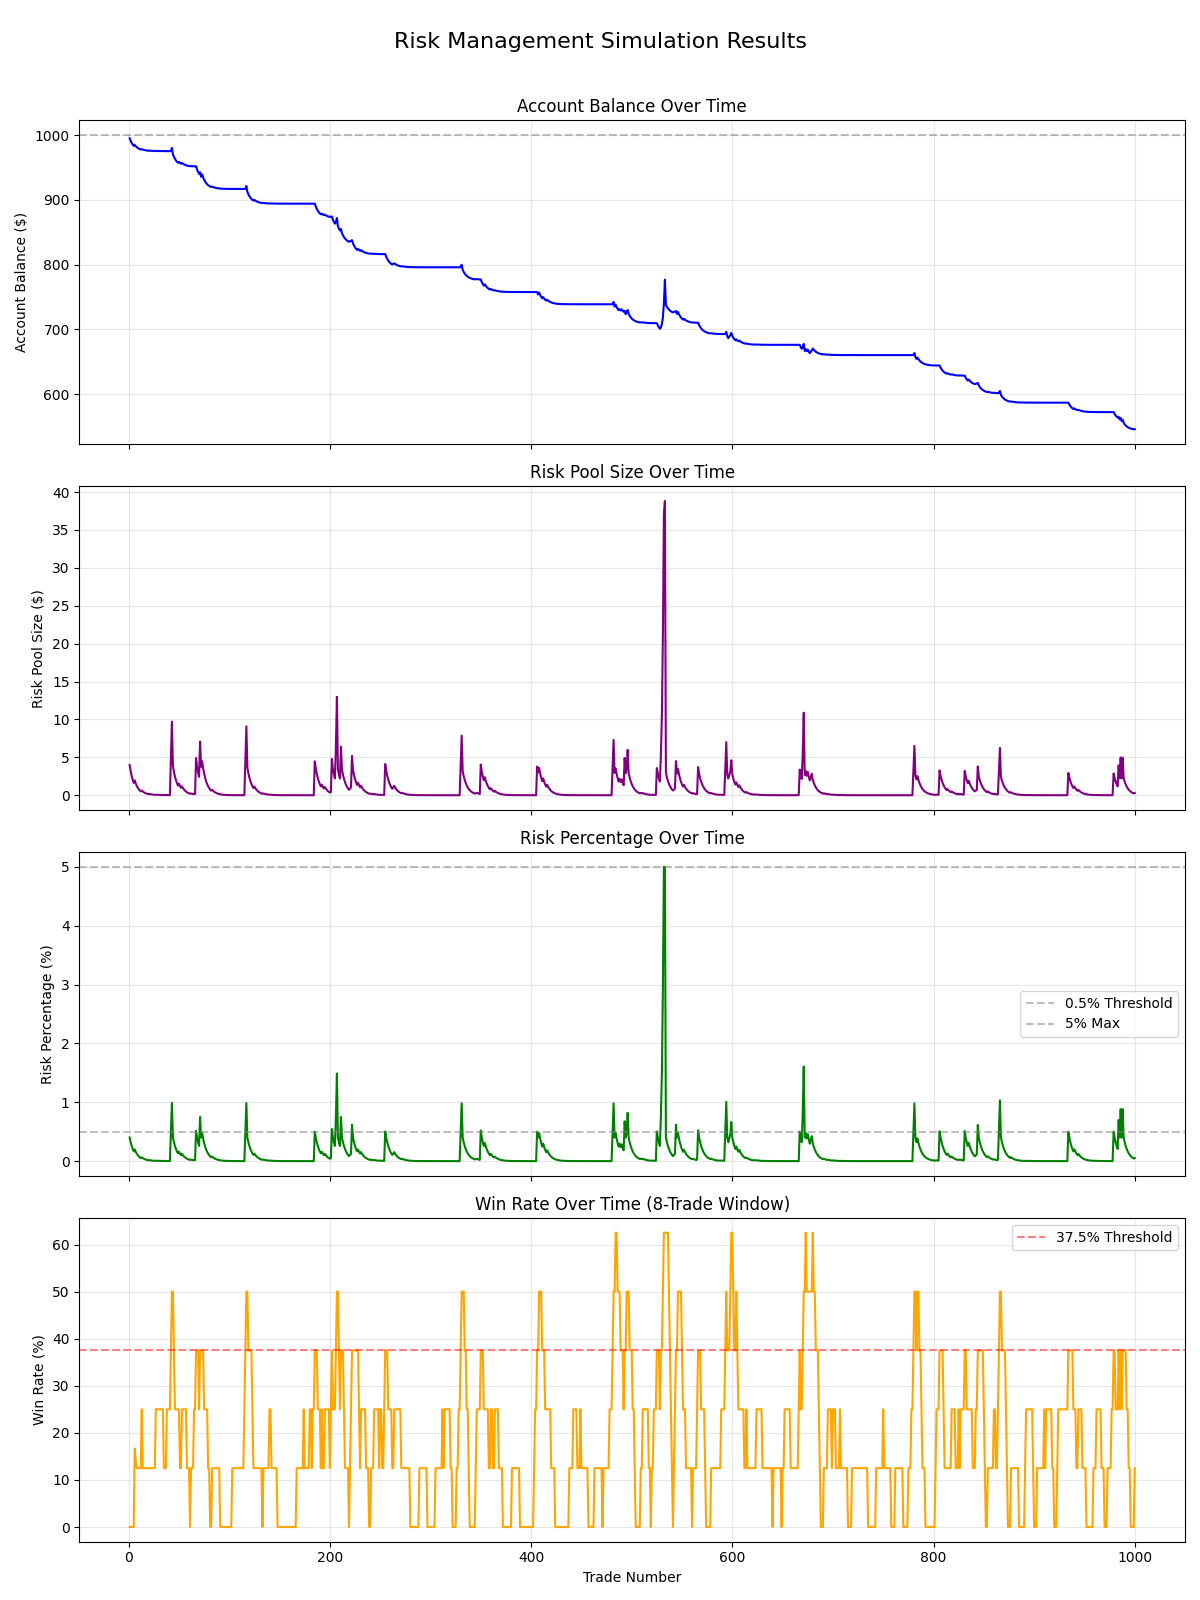 Risk Management Simulation Results
Account Balance Over Time
1000
900
800
700
600
Account Balance ($)
Risk Pool Size Over Time
40
35
30
25
20
15
10
5
0
Risk Pool Size ($)
Risk Percentage Over Time
5
4
3
2
1
0
Risk Percentage (%)
0.5% Threshold
5% Max
Win Rate Over Time (8-Trade Window)
60
50
40
30
20
10
0
Win Rate (%)
37.5% Threshold
0 200 400 600 800 1000
Trade Number